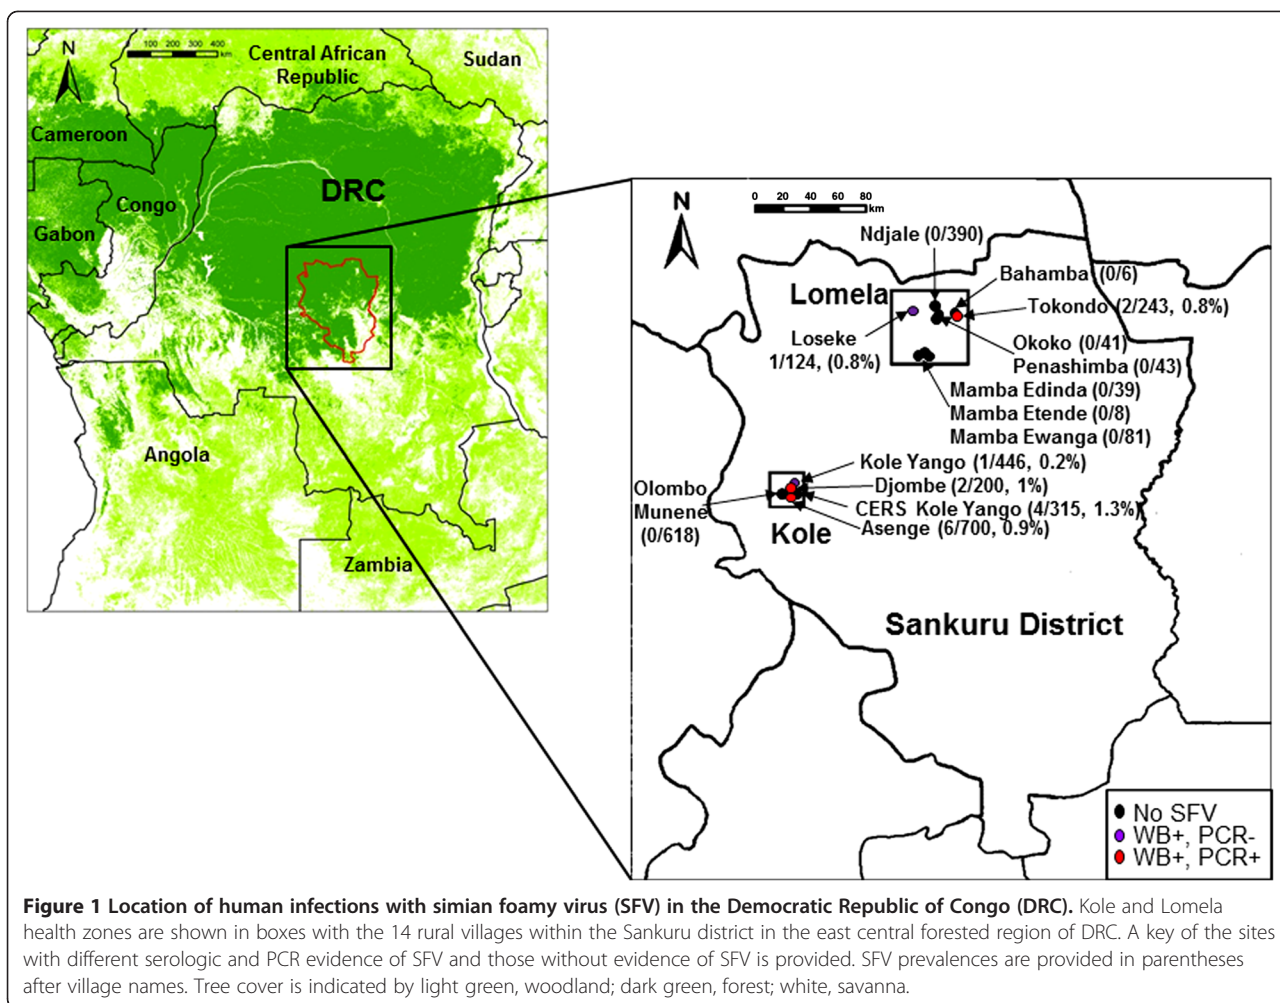 N
100 200 300 400
km
Central African
Republic
Sudan
Cameroon
DRC
Congo
Gabon
Angola
Zambia
N
0 20 40 60 80
km
Ndjale (0/390)
Bahamba (0/6)
Lomela
Tokondo (2/243, 0.8%)
Loseke
1/124, (0.8%)
Okoko (0/41)
Penashimba (0/43)
Mamba Edinda (0/39)
Mamba Etende (0/8)
Mamba Ewanga (0/81)
Kole Yango (1/446, 0.2%)
Djombe (2/200, 1%)
CERS Kole Yango (4/315, 1.3%)
Asenge (6/700, 0.9%)
Olombo
Munene
(0/618)
Kole
Sankuru District
No SFV
WB+, PCR-
WB+, PCR+
Figure 1 Location of human infections with simian foamy virus (SFV) in the Democratic Republic of Congo (DRC). Kole and Lomela
health zones are shown in boxes with the 14 rural villages within the Sankuru district in the east central forested region of DRC. A key of the sites
with different serologic and PCR evidence of SFV and those without evidence of SFV is provided. SFV prevalences are provided in parentheses
after village names. Tree cover is indicated by light green, woodland; dark green, forest; white, savanna.